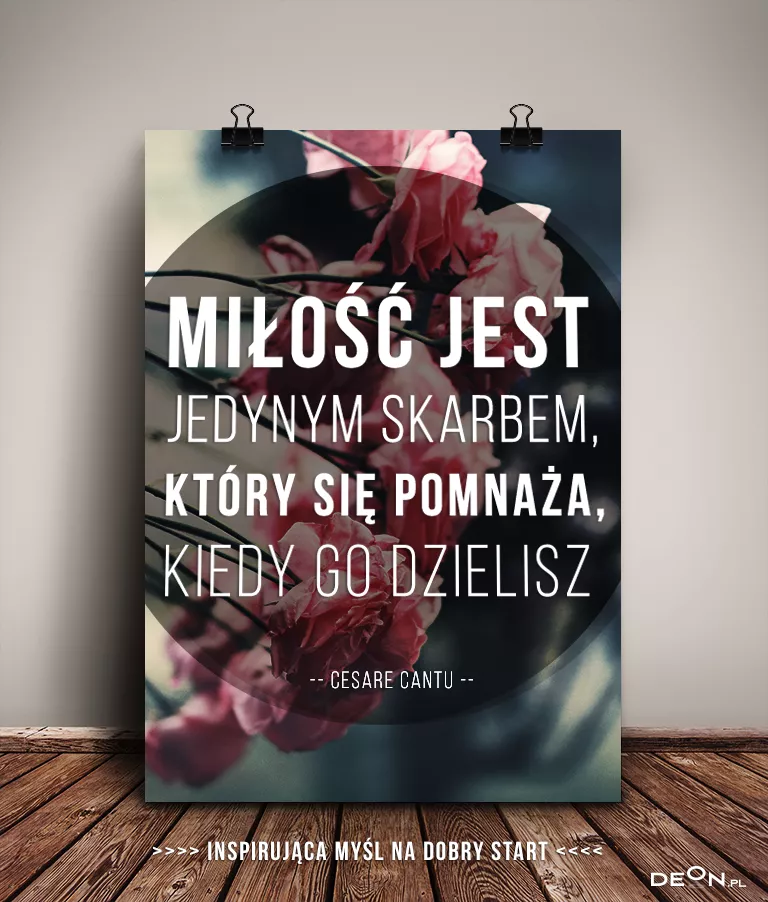 MIŁOŚĆ JEST
JEDYNYM SKARBEM,
KTÓRY SIĘ POMNAŻA,
KIEDY GO DZIELISZ
-- CESARE CANTU --
>>>> INSPIRUJĄCA MYŚL NA DOBRY START <<<<
DEON.PL